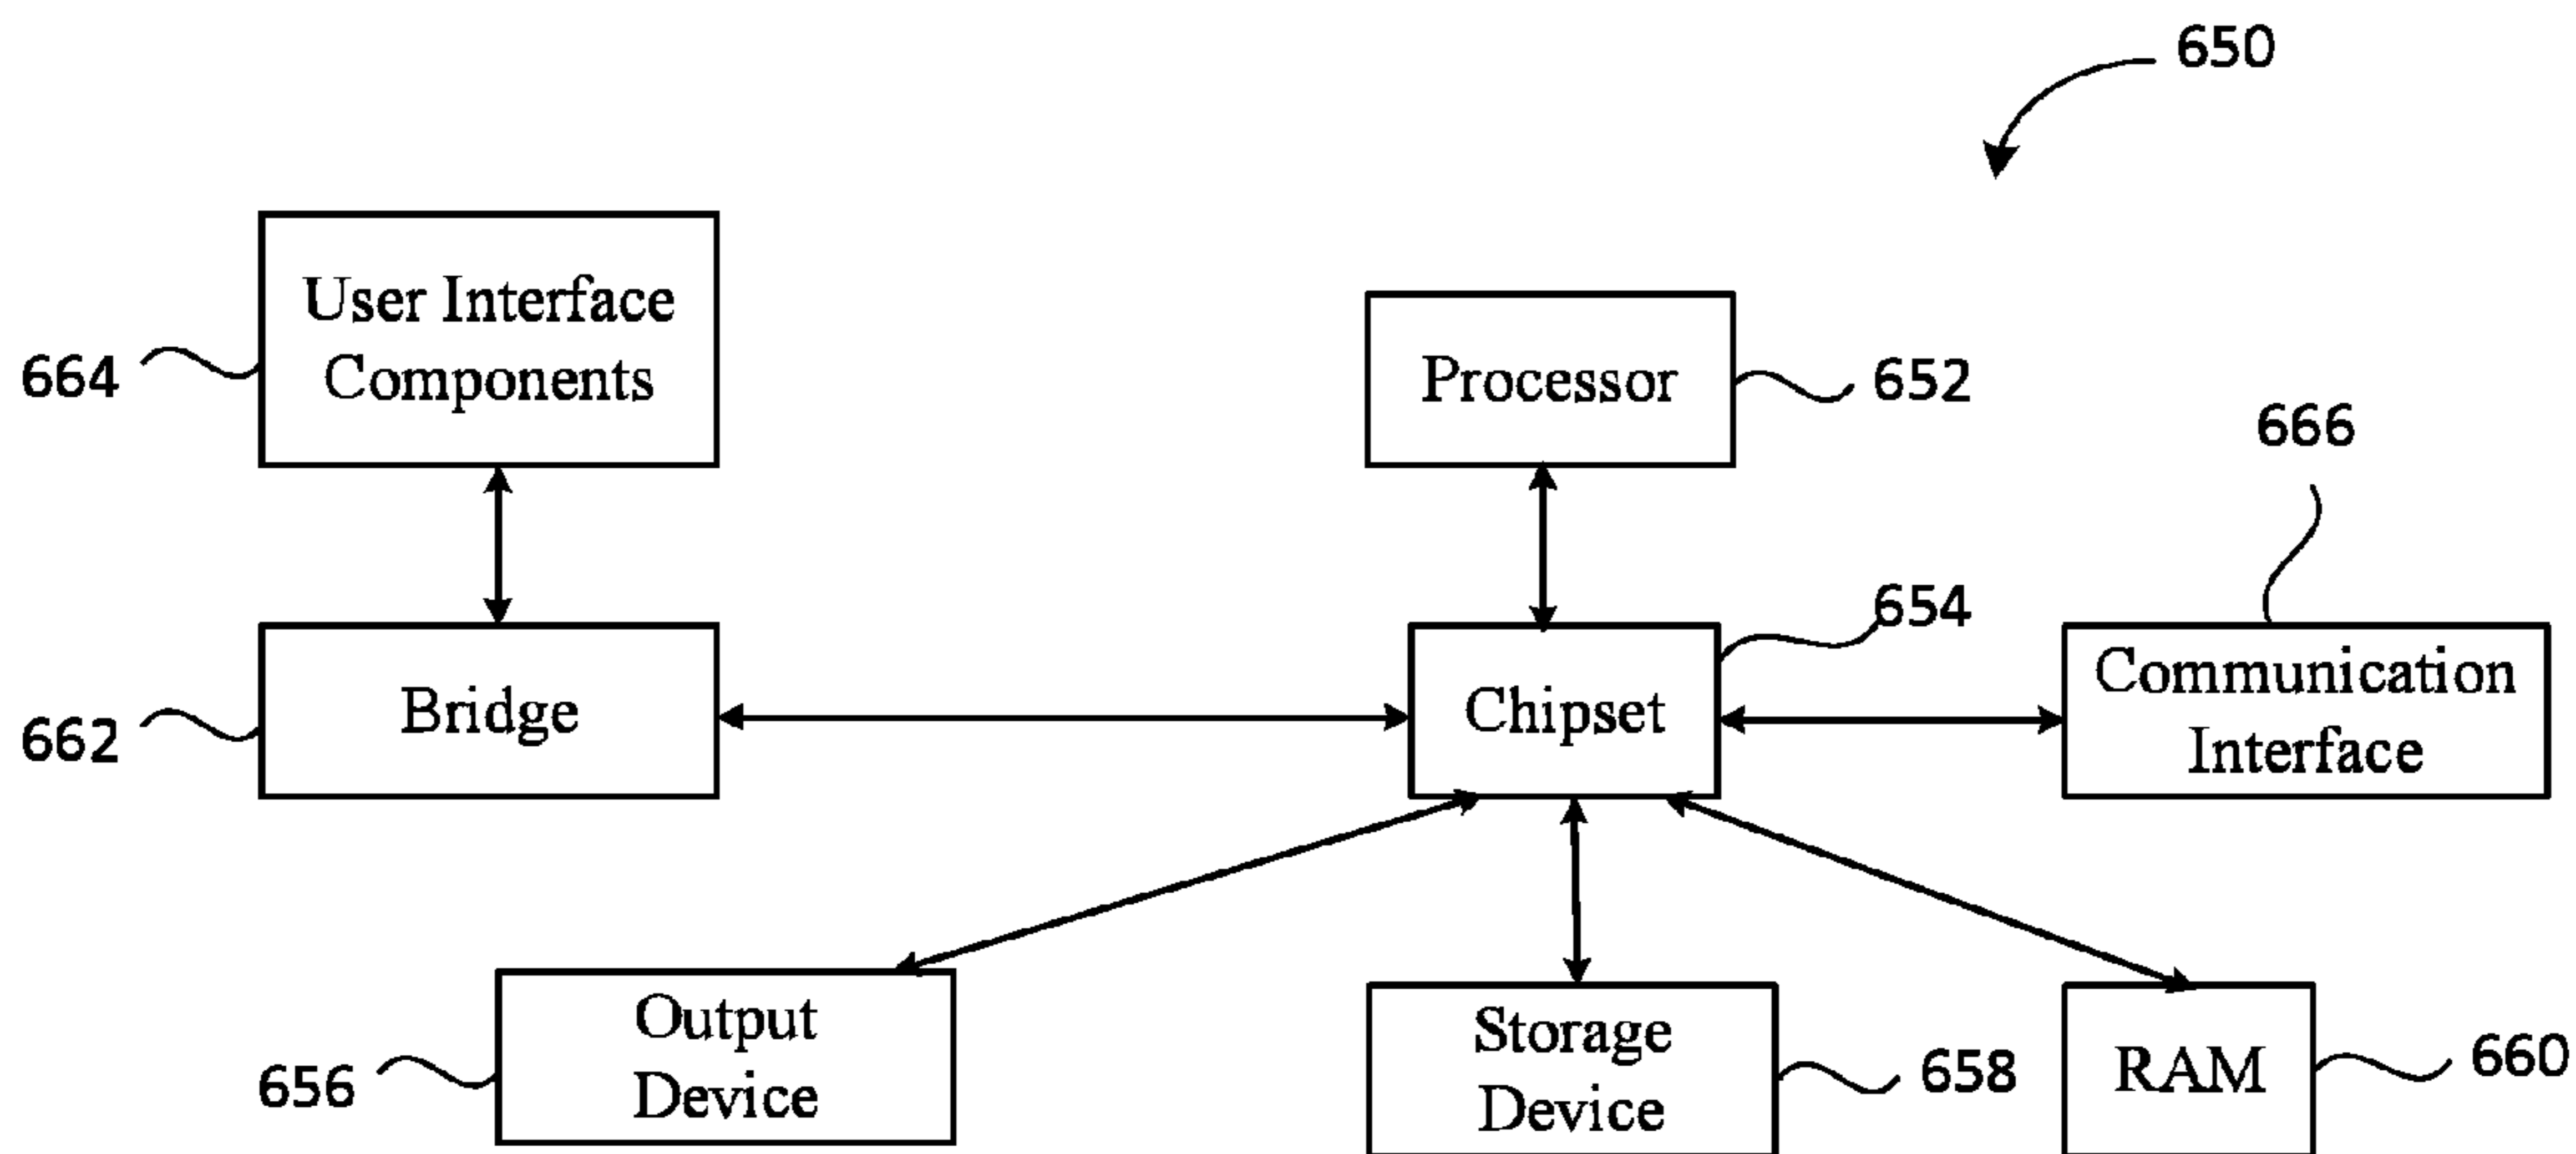 650
User Interface
Components
664
Processor
652
666
654
Bridge
662
Chipset
Communication
Interface
Output
Device
656
Storage
Device
658
RAM
660